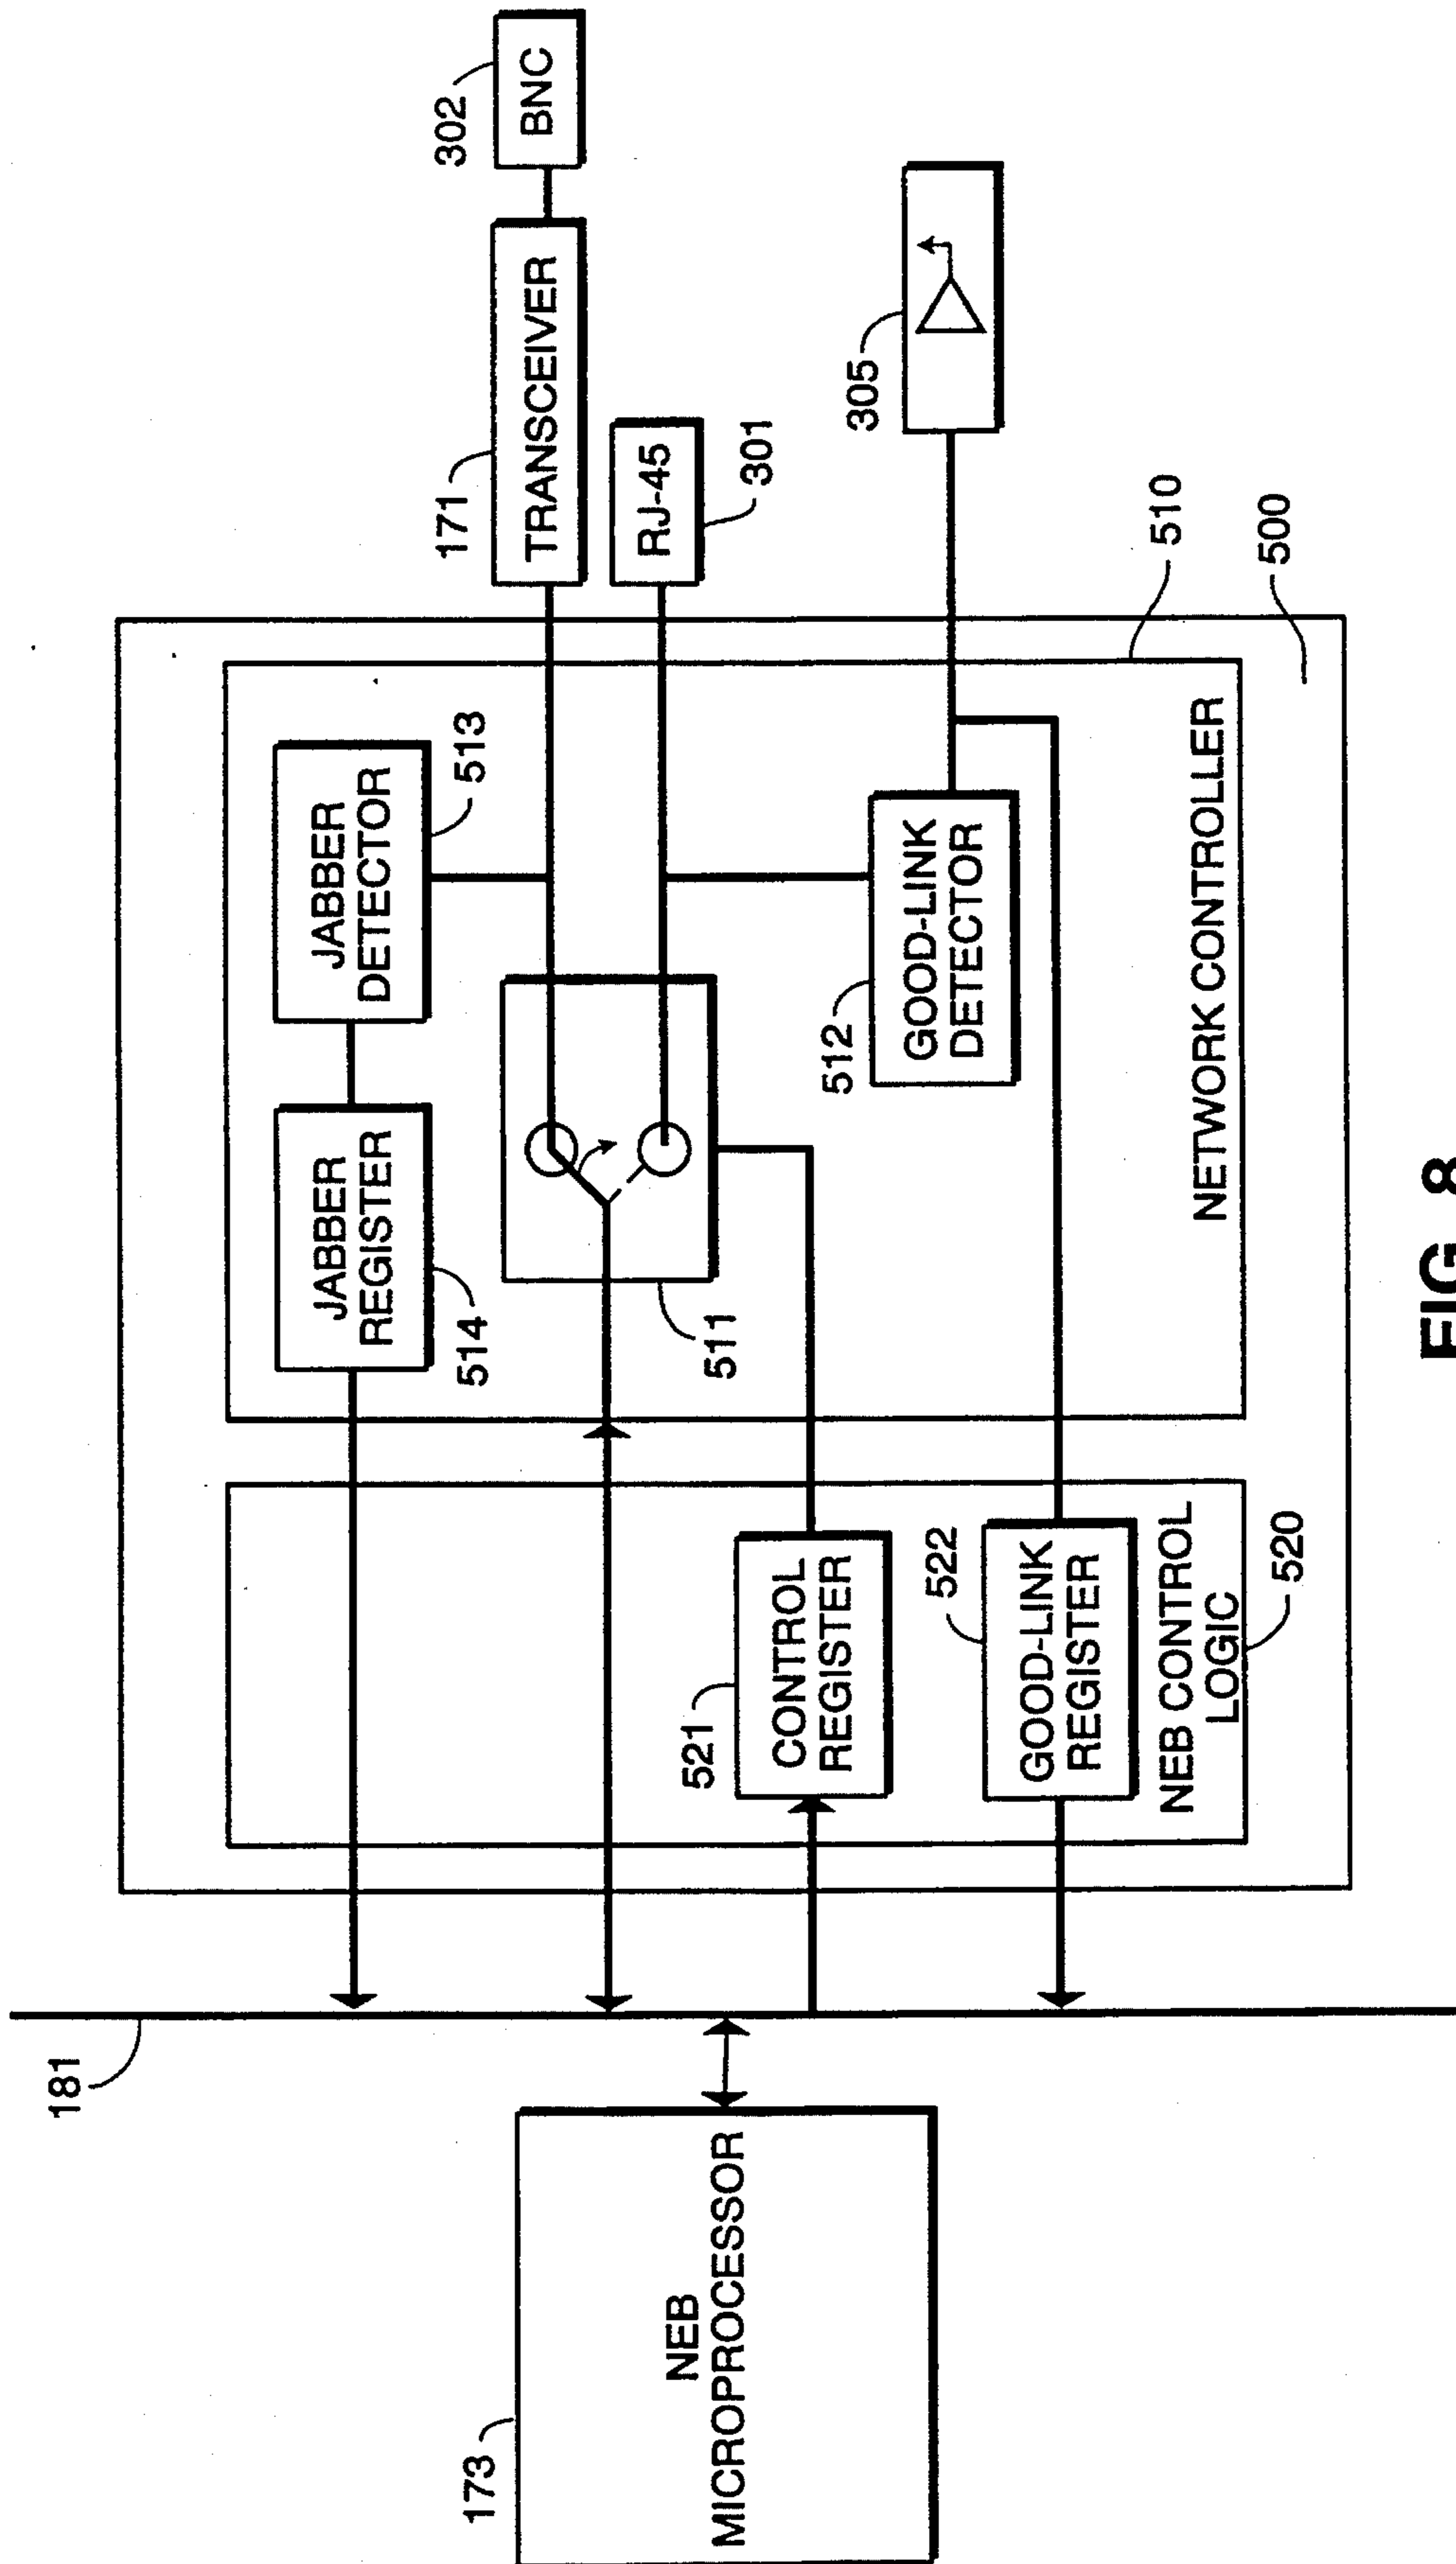 302
BNC
171
TRANSCEIVER
RJ-45
301
305
510
500
JABBER
DETECTOR
513
JABBER
REGISTER
514
511
512
GOOD-LINK
DETECTOR
NETWORK CONTROLLER
521
CONTROL
REGISTER
522
GOOD-LINK
REGISTER
NEB CONTROL
LOGIC
520
181
173
NEB
MICROPROCESSOR
FIG. 8